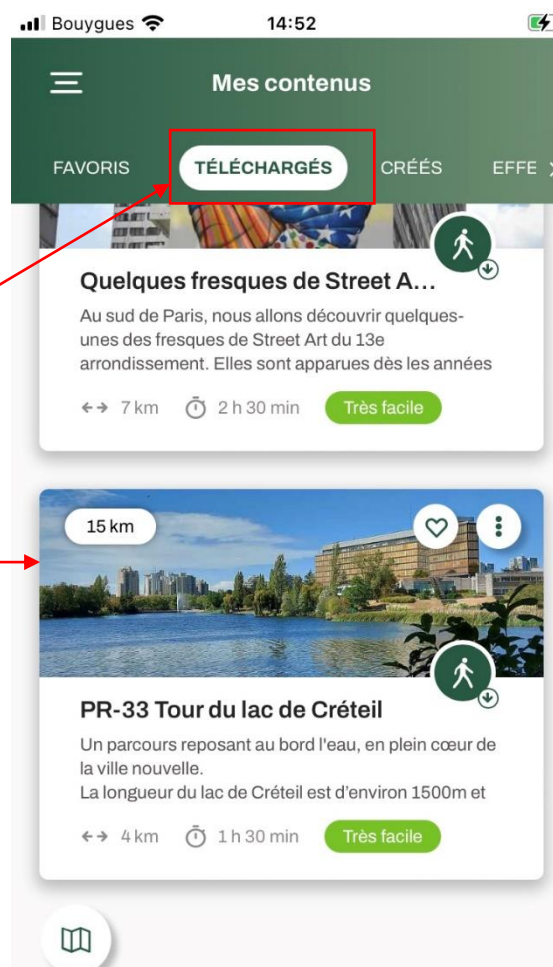 Bouygues 14:52
Mes contenus
FAVORIS TÉLÉCHARGÉS CRÉÉS EFFE
Quelques fresques de Street A...
Au sud de Paris, nous allons découvrir quelques-
unes des fresques de Street Art du 13e
arrondissement. Elles sont apparues dès les années
7 km 2 h 30 min Très facile
15 km
PR-33 Tour du lac de Créteil
Un parcours reposant au bord l'eau, en plein cœur de
la ville nouvelle.
La longueur du lac de Créteil est d'environ 1500m et
4 km 1 h 30 min Très facile